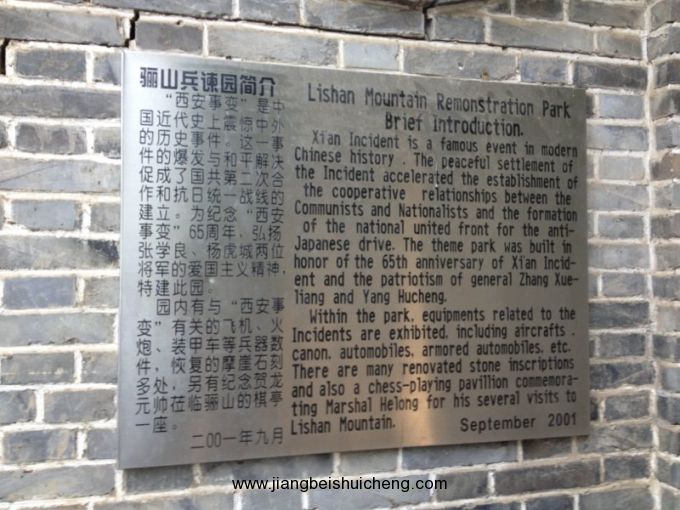 骊山兵谏园简介
“西安事变”是中
国近代史上震惊中外
的历史事件。这一事
件的爆发与和平解决
促成了国共第二次合
作和抗日统一战线的
建立。为纪念“西安
事变”65周年，弘扬
张学良、杨虎城两位
将军的爱国主义精神，
特建此园。
园内有与“西安事
变”有关的飞机、火
炮、装甲车等兵器数
件，恢复的摩崖石刻
多处，另有纪念贺龙
元帅莅临骊山的棋亭
一座。
二〇〇一年九月
Lishan Mountain Remonstration Park
Brief Introduction.
Xian Incident is a famous event in modern
Chinese history . The peaceful settlement of
the Incident accelerated the establishment of
the cooperative relationships between the
Communists and Nationalists and the formation
of the national united front for the anti-
Japanese drive. The theme park was built in
honor of the 65th anniversary of Xian Incid-
ent and the patriotism of general Zhang Xue-
liang and Yang Hucheng.
Within the park, equipments related to the
Incidents are exhibited, including aircrafts .
canon, automobiles, armored automobiles, etc.
There are many renovated stone inscriptions
and also a chess-playing pavillion commemora-
ting Marshal Helong for his several visits to
Lishan Mountain.
September 2001
www.jiangbeishuicheng.com